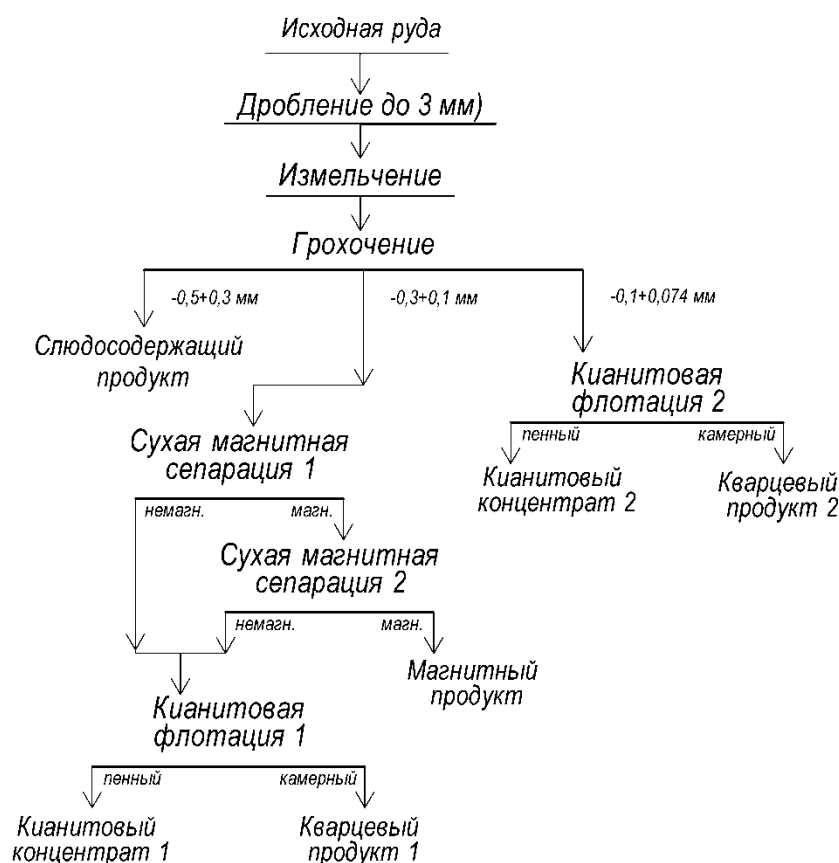 Исходная руда
Дробление до 3 мм)
Измельчение
Грохочение
-0,5+0,3 мм
-0,3+0,1 мм
-0,1+0,074 мм
Слюдосодержащий
продукт
Кианитовая
флотация 2
пенный
камерный
Кианитовый
концентрат 2
Кварцевый
продукт 2
Сухая магнитная
сепарация 1
немагн.
магн.
Сухая магнитная
сепарация 2
немагн.
магн.
Магнитный
продукт
Кианитовая
флотация 1
пенный
камерный
Кианитовый
концентрат 1
Кварцевый
продукт 1